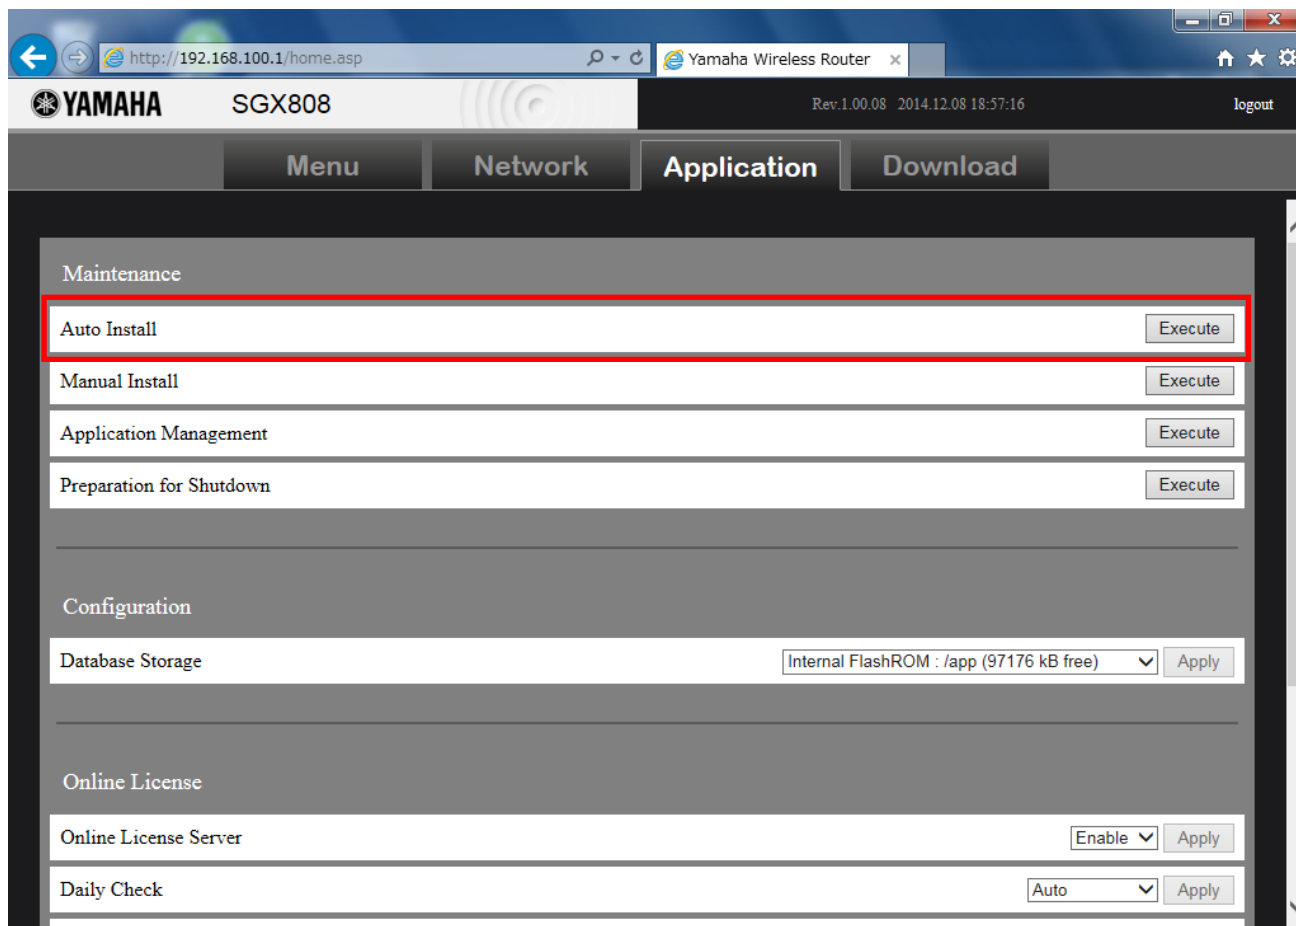 http://192.168.100.1/home.asp
Yamaha Wireless Router
YAMAHA SGX808 Rev.1.00.08 2014.12.08 18:57:16 logout
Menu Network Application Download
Maintenance
Auto Install Execute
Manual Install Execute
Application Management Execute
Preparation for Shutdown Execute
Configuration
Database Storage Internal FlashROM : /app (97176 kB free) Apply
Online License
Online License Server Enable Apply
Daily Check Auto Apply